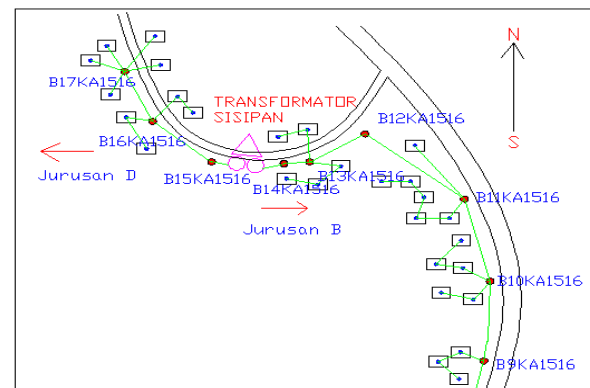 N
B17KA1516
TRANSFORMATOR
SISIPAN
B12KA1516
S
B16KA1516
B15KA1516
B13KA1516
B14KA1516
Jurusan D
B11KA1516
Jurusan B
B10KA1516
B9KA1516